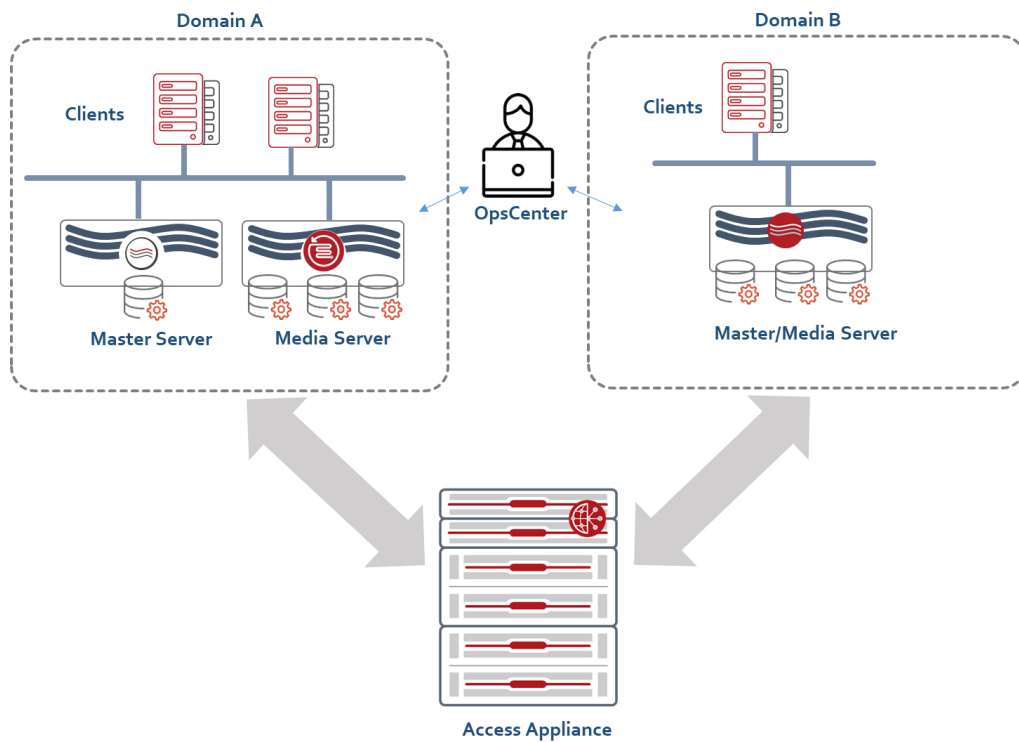 Domain A
Domain B
Clients
Clients
OpsCenter
Master Server
Media Server
Master/Media Server
Access Appliance